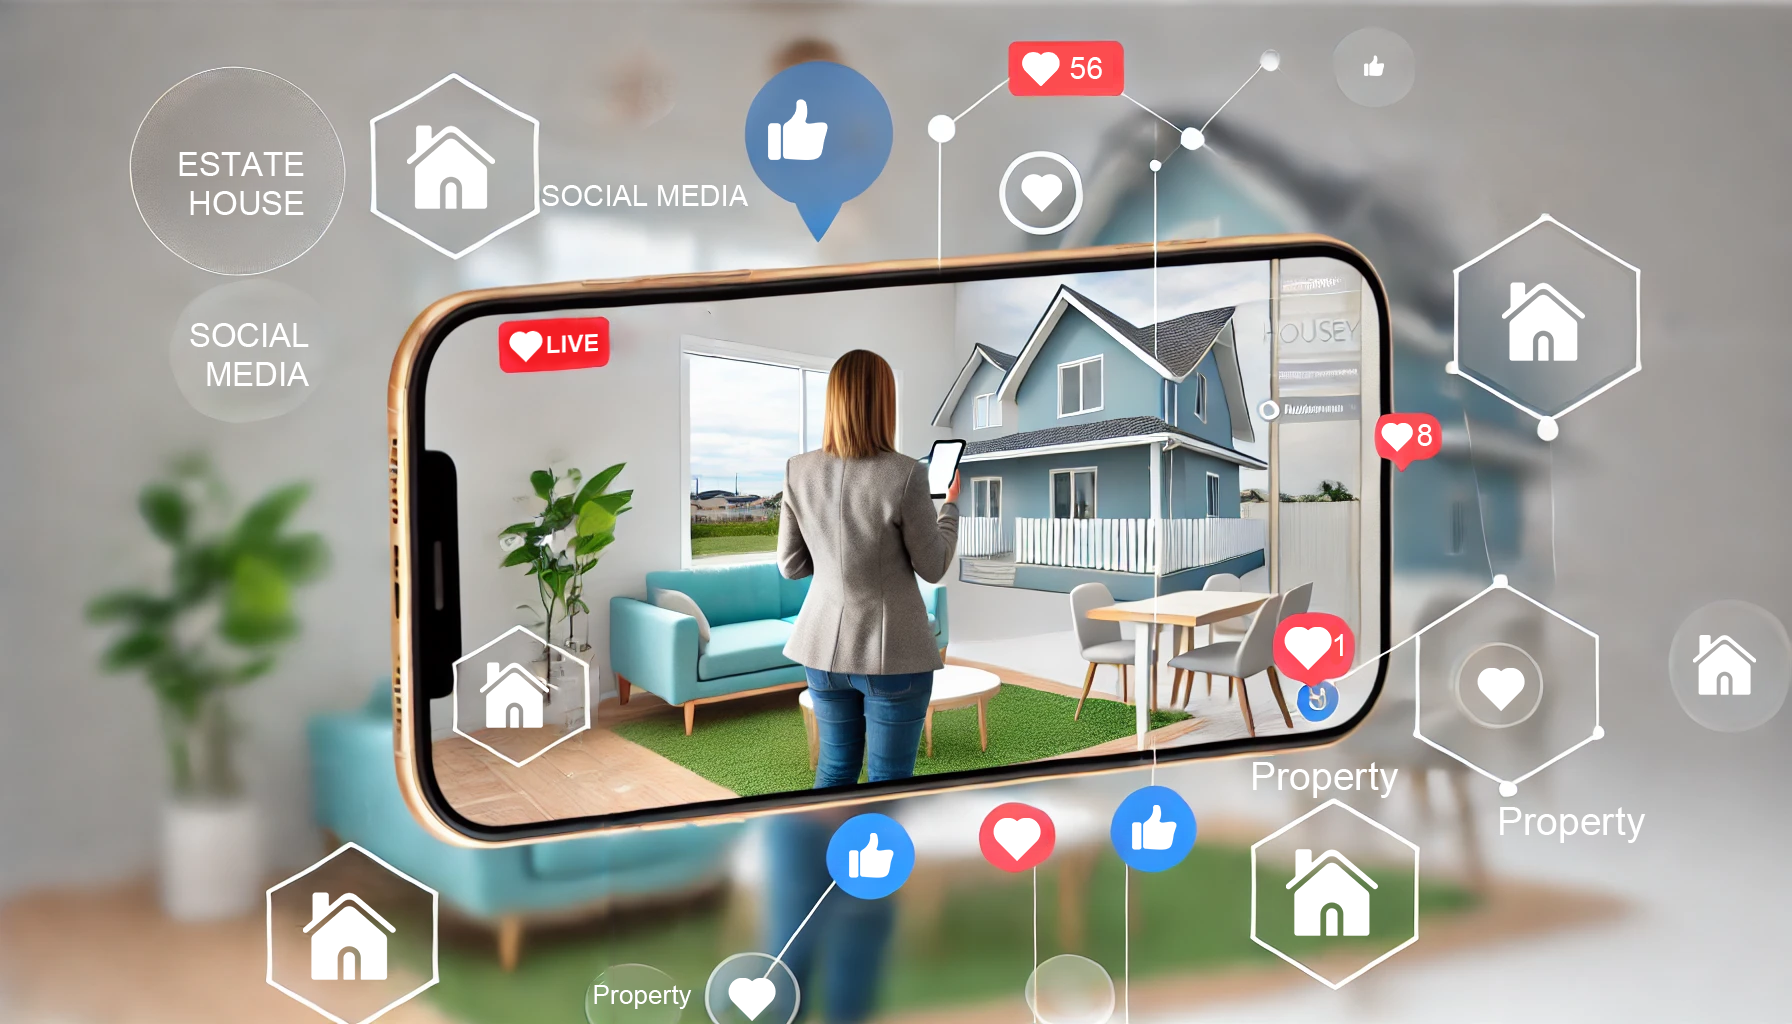 56
ESTATE
HOUSE
SOCIAL MEDIA
SOCIAL
MEDIA
LIVE
HOUSEY
8
1
Property
Property
Property